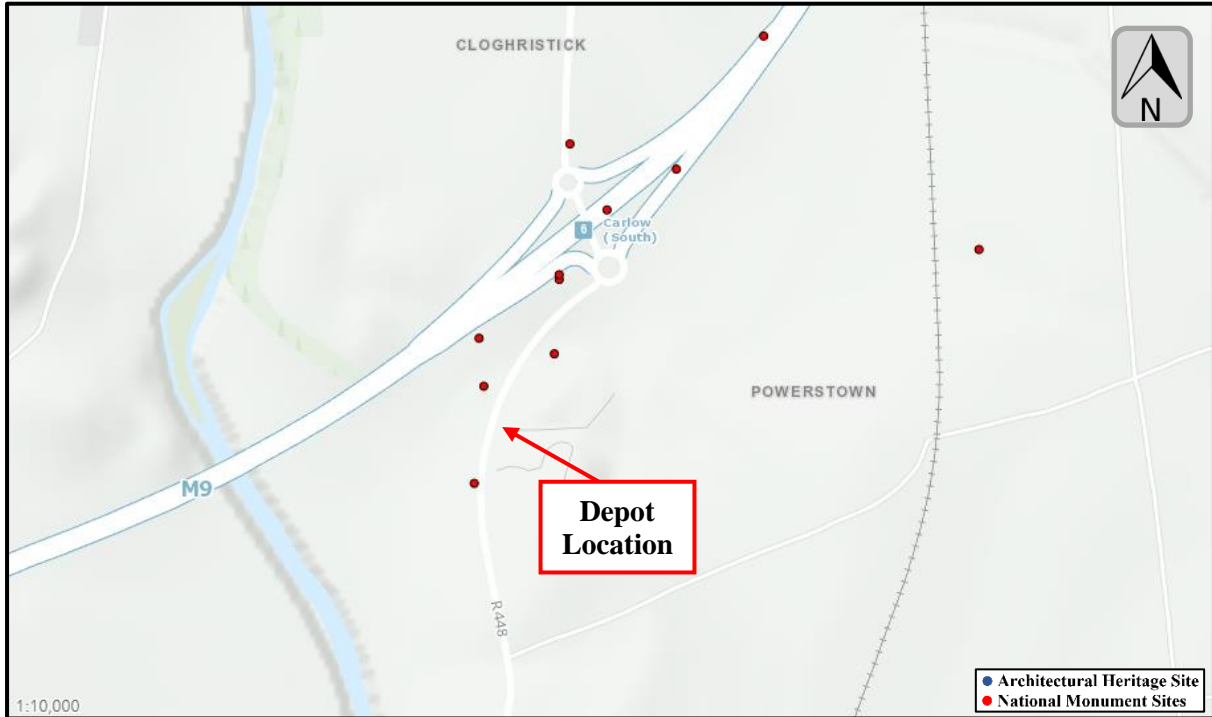 CLOGHRISTICK
N
6
Carlow
(South)
POWERSTOWN
M9
Depot
Location
R448
1:10,000
Architectural Heritage Site
National Monument Sites